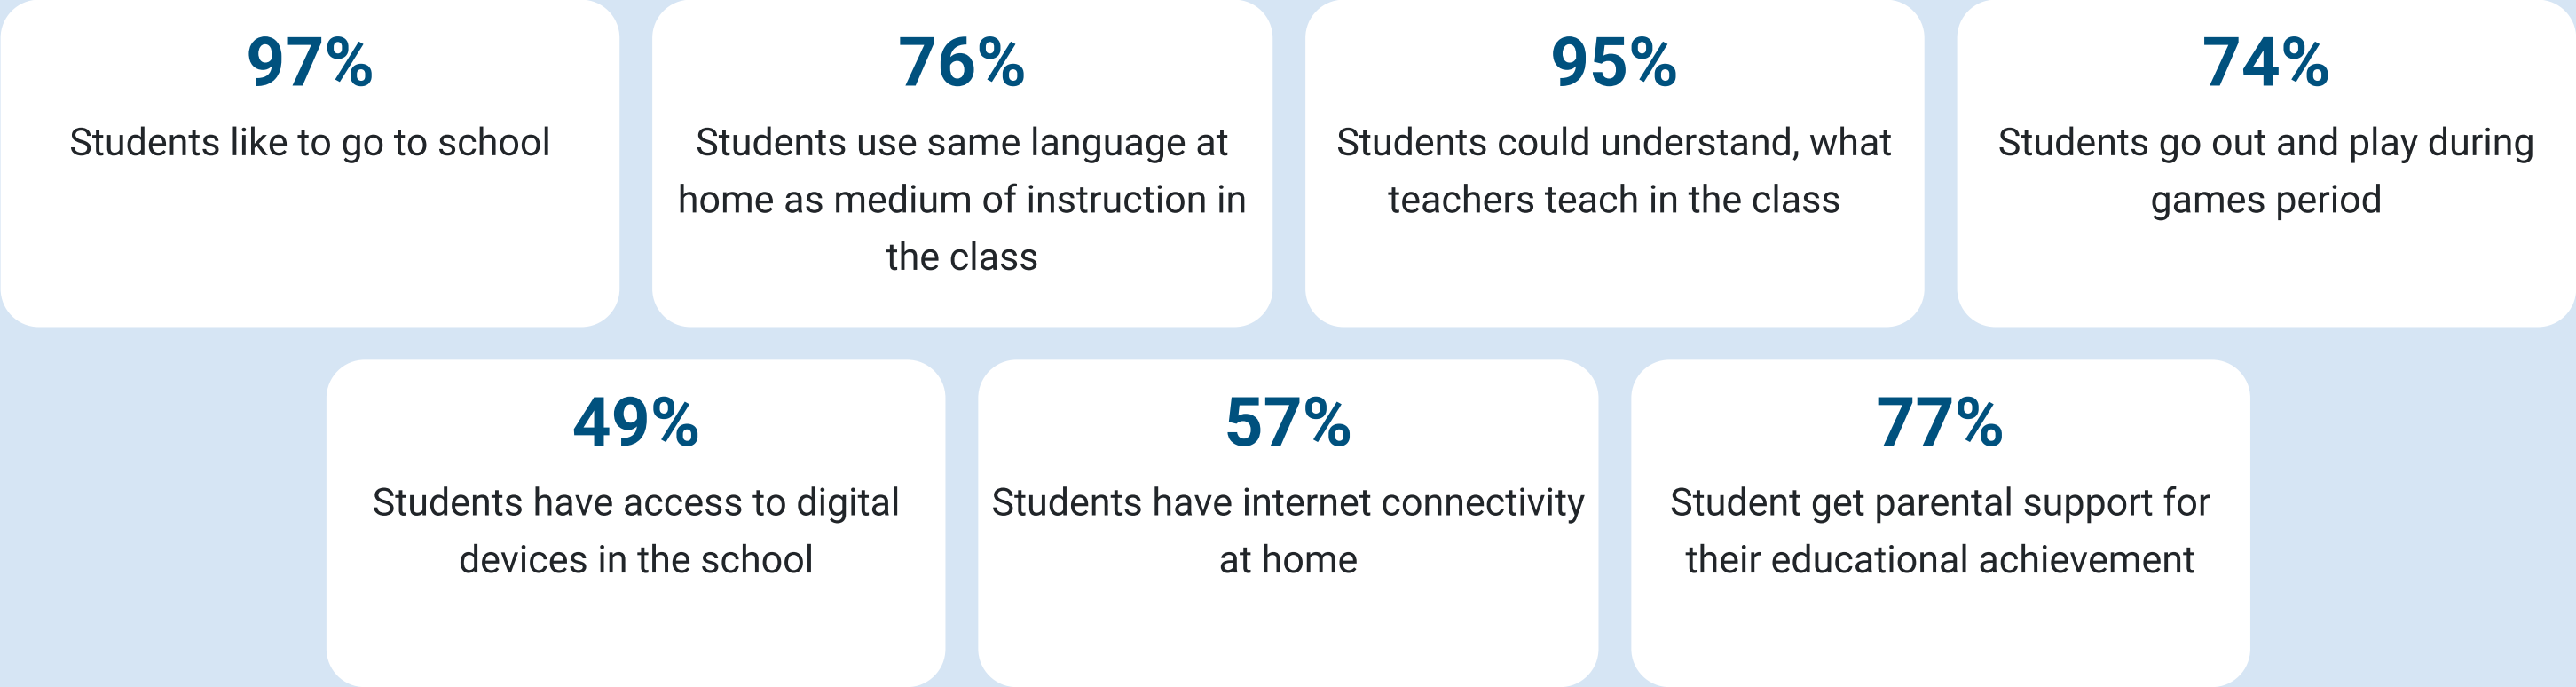 97%
Students like to go to school
76%
Students use same language at
home as medium of instruction in
the class
95%
Students could understand, what
teachers teach in the class
74%
Students go out and play during
games period
49%
Students have access to digital
devices in the school
57%
Students have internet connectivity
at home
77%
Student get parental support for
their educational achievement